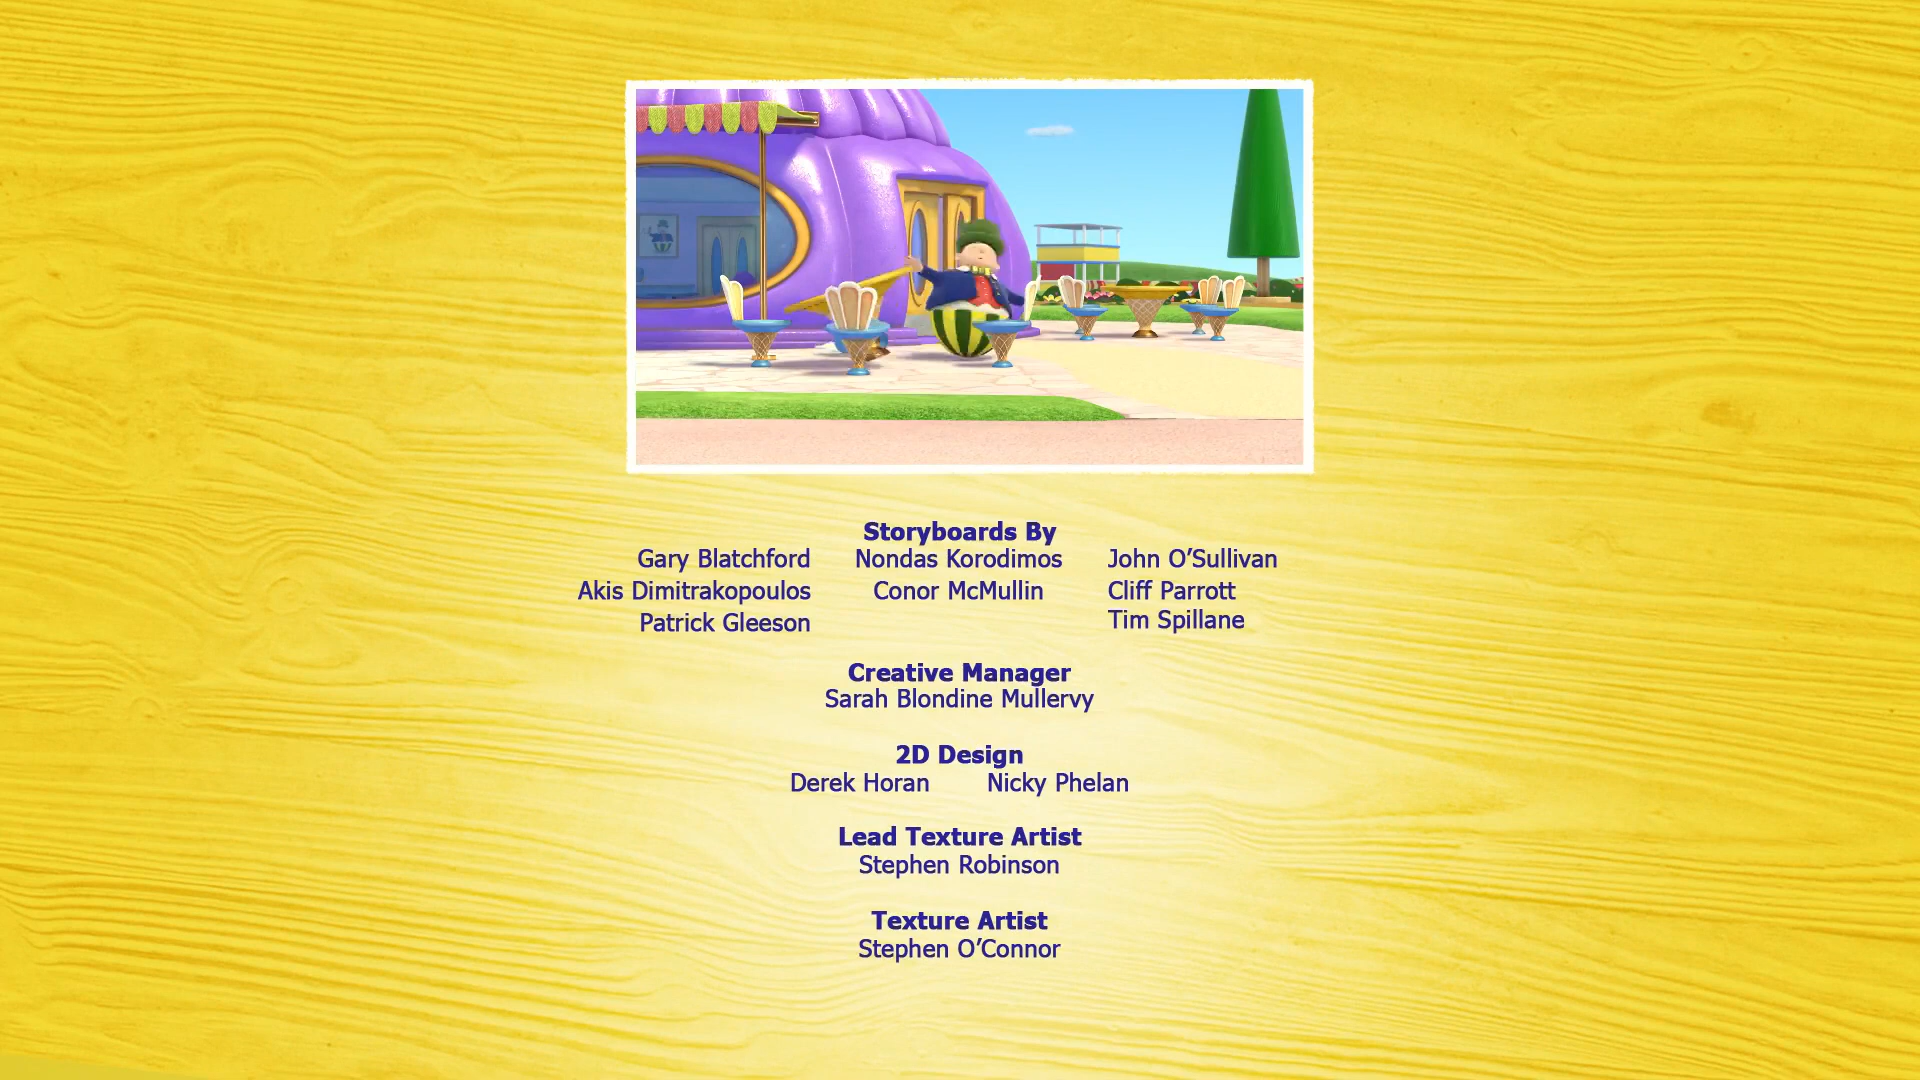 Storyboards By
Gary Blatchford Nondas Korodimos John O'Sullivan
Akis Dimitrakopoulos Conor McMullin Cliff Parrott
Patrick Gleeson Tim Spillane
Creative Manager
Sarah Blondine Mullervy
2D Design
Derek Horan Nicky Phelan
Lead Texture Artist
Stephen Robinson
Texture Artist
Stephen O'Connor